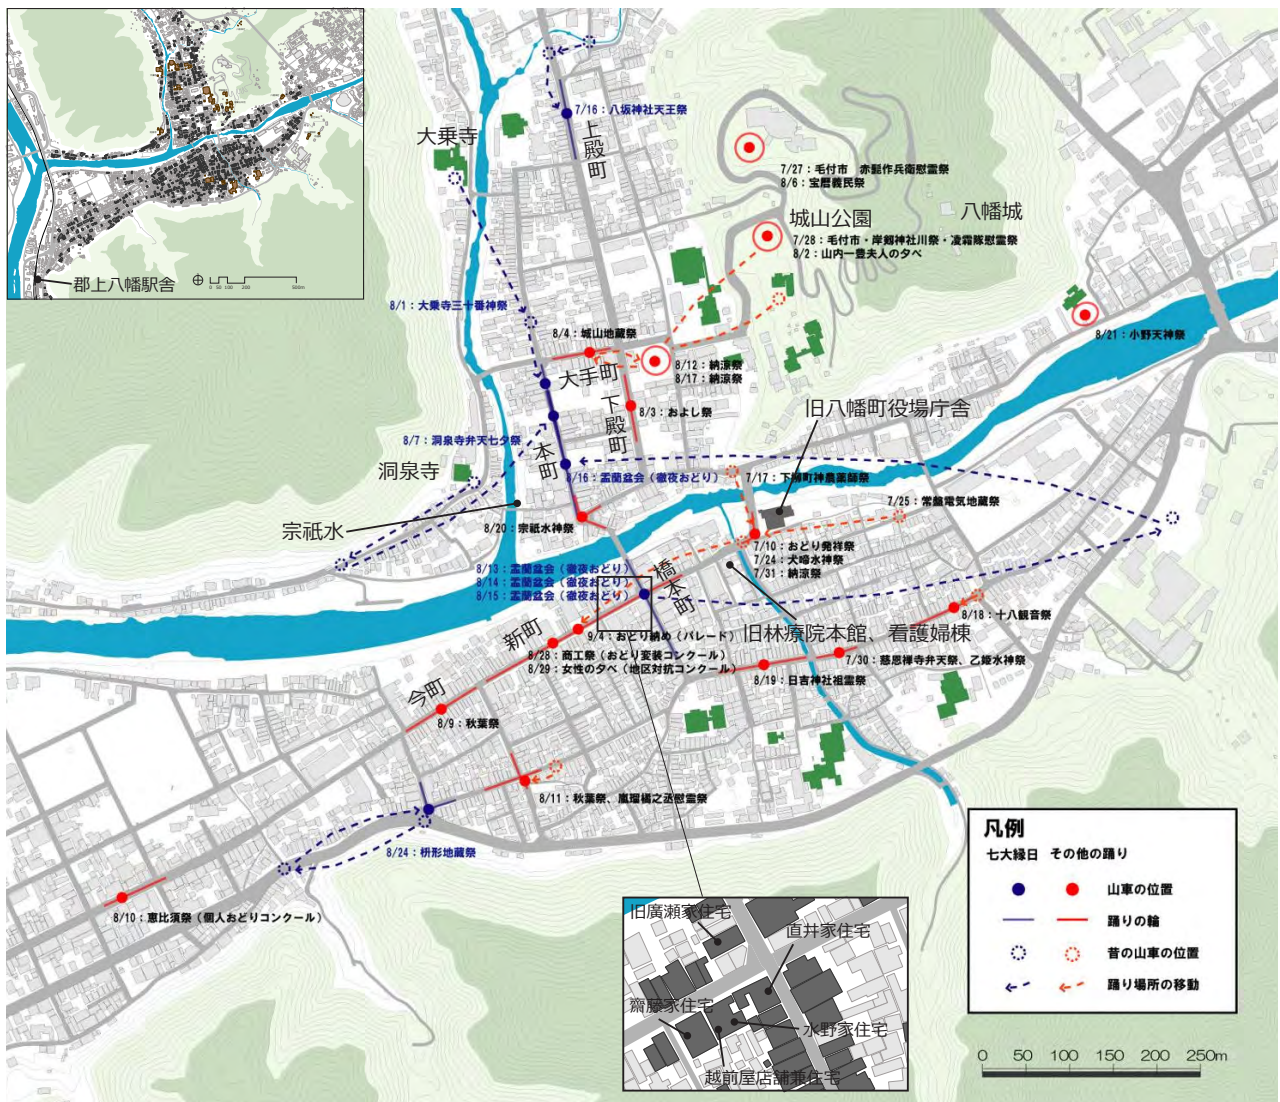 郡上八幡駅舎
0 50 100 200 500m
大乗寺
7/16：八坂神社天王祭
上殿町
7/27：毛付市　赤髭作兵衛慰霊祭
8/6：宝暦義民祭
城山公園
八幡城
7/28：毛付市・岸剱神社川祭・凌霜隊慰霊祭
8/2：山内一豊夫人の夕べ
8/1：大乗寺三十番神祭
8/4：城山地蔵祭
8/21：小野天神祭
8/12：納涼祭
8/17：納涼祭
大手町
下殿町
8/3：およし祭
旧八幡町役場庁舎
8/7：洞泉寺弁天七夕祭
本町
洞泉寺
8/16：盂蘭盆会（徹夜おどり）
7/17：下柳町神農薬師祭
7/25：常盤電気地蔵祭
宗祇水
8/20：宗祇水神祭
7/10：おどり発祥祭
7/24：犬啼水神祭
7/31：納涼祭
8/13：盂蘭盆会（徹夜おどり）
8/14：盂蘭盆会（徹夜おどり）
8/15：盂蘭盆会（徹夜おどり）
橋本町
8/18：十八観音祭
新町
9/4：おどり納め（パレード）
旧林療院本館、看護婦棟
8/28：商工祭（おどり変装コンクール）
8/29：女性の夕べ（地区対抗コンクール）
7/30：慈恩禅寺弁天祭、乙姫水神祭
8/19：日吉神社祖霊祭
今町
8/9：秋葉祭
8/11：秋葉祭、嵐瑠橘之丞慰霊祭
8/24：枡形地蔵祭
8/10：恵比須祭（個人おどりコンクール）
凡例
七大縁日　その他の踊り
山車の位置
踊りの輪
昔の山車の位置
踊り場所の移動
旧廣瀬家住宅
直井家住宅
齋藤家住宅
水野家住宅
越前屋店舗兼住宅
0 50 100 150 200 250m